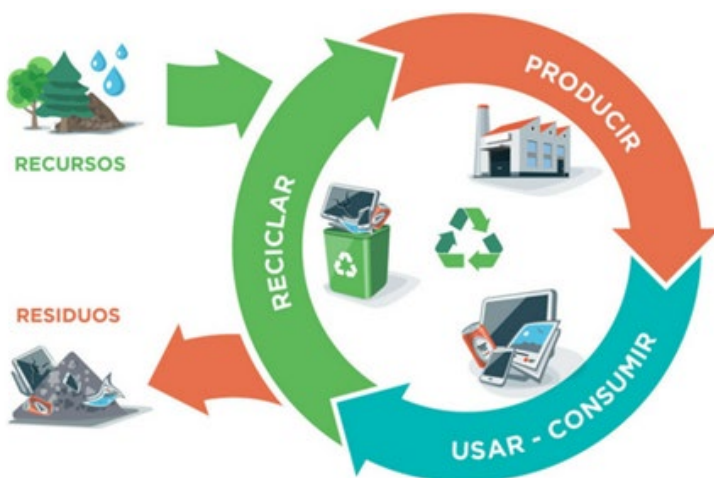 RECURSOS
PRODUCIR
RECICLAR
RESIDUOS
USAR - CONSUMIR